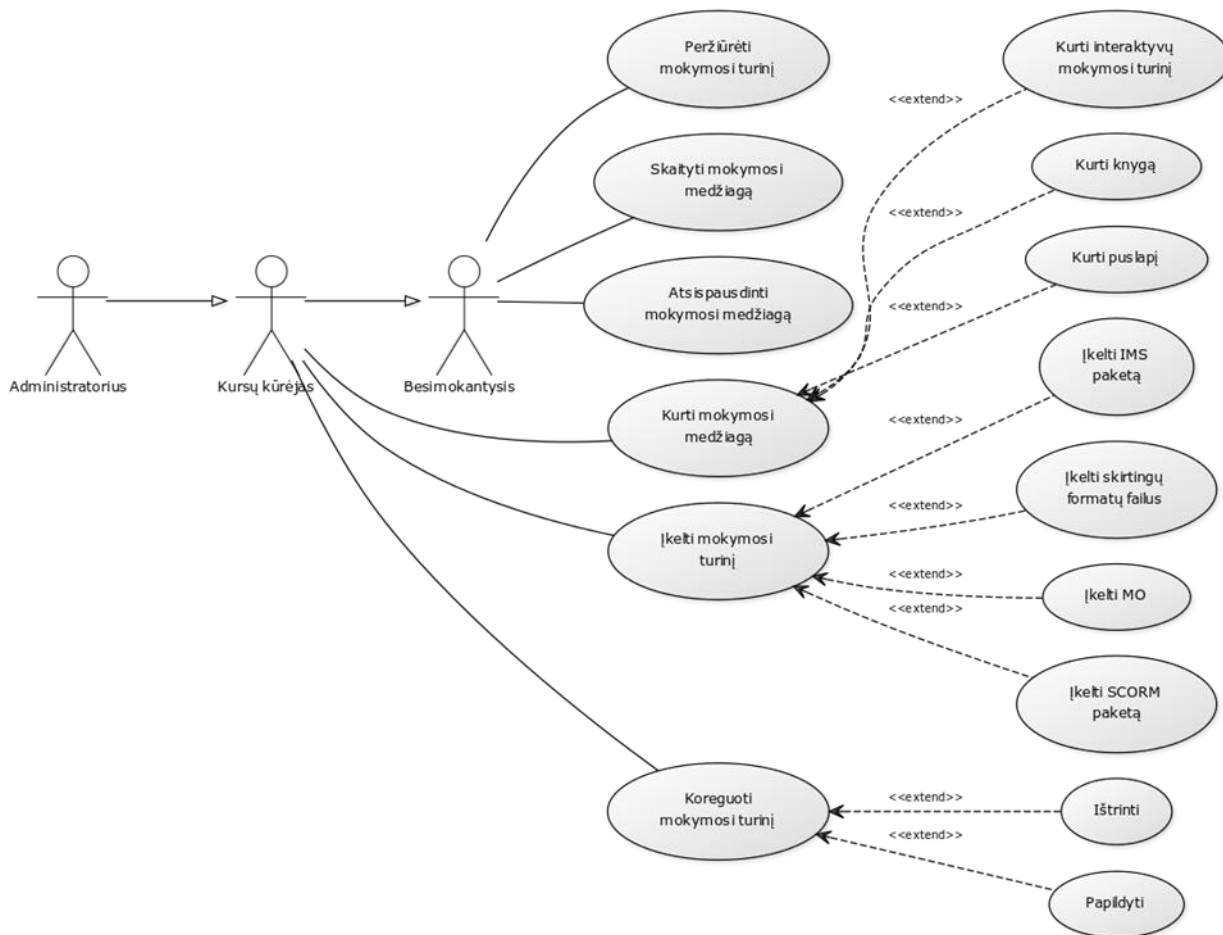 Peržiūrėti
mokymosi turinį
Skaityti mokymosi
medžiagą
Atsispausdinti
mokymosi medžiagą
Administratorius
Kursų kūrėjas
Besimokantysis
Kurti mokymosi
medžiagą
Įkelti mokymosi
turinį
Koreguoti
mokymosi turinį
<<extend>>
<<extend>>
<<extend>>
<<extend>>
<<extend>>
<<extend>>
<<extend>>
<<extend>>
<<extend>>
Kurti interaktyvų
mokymosi turinį
Kurti knygą
Kurti puslapį
Įkelti IMS
paketą
Įkelti skirtingų
formatų failus
Įkelti MO
Įkelti SCORM
paketą
Ištrinti
Papildyti